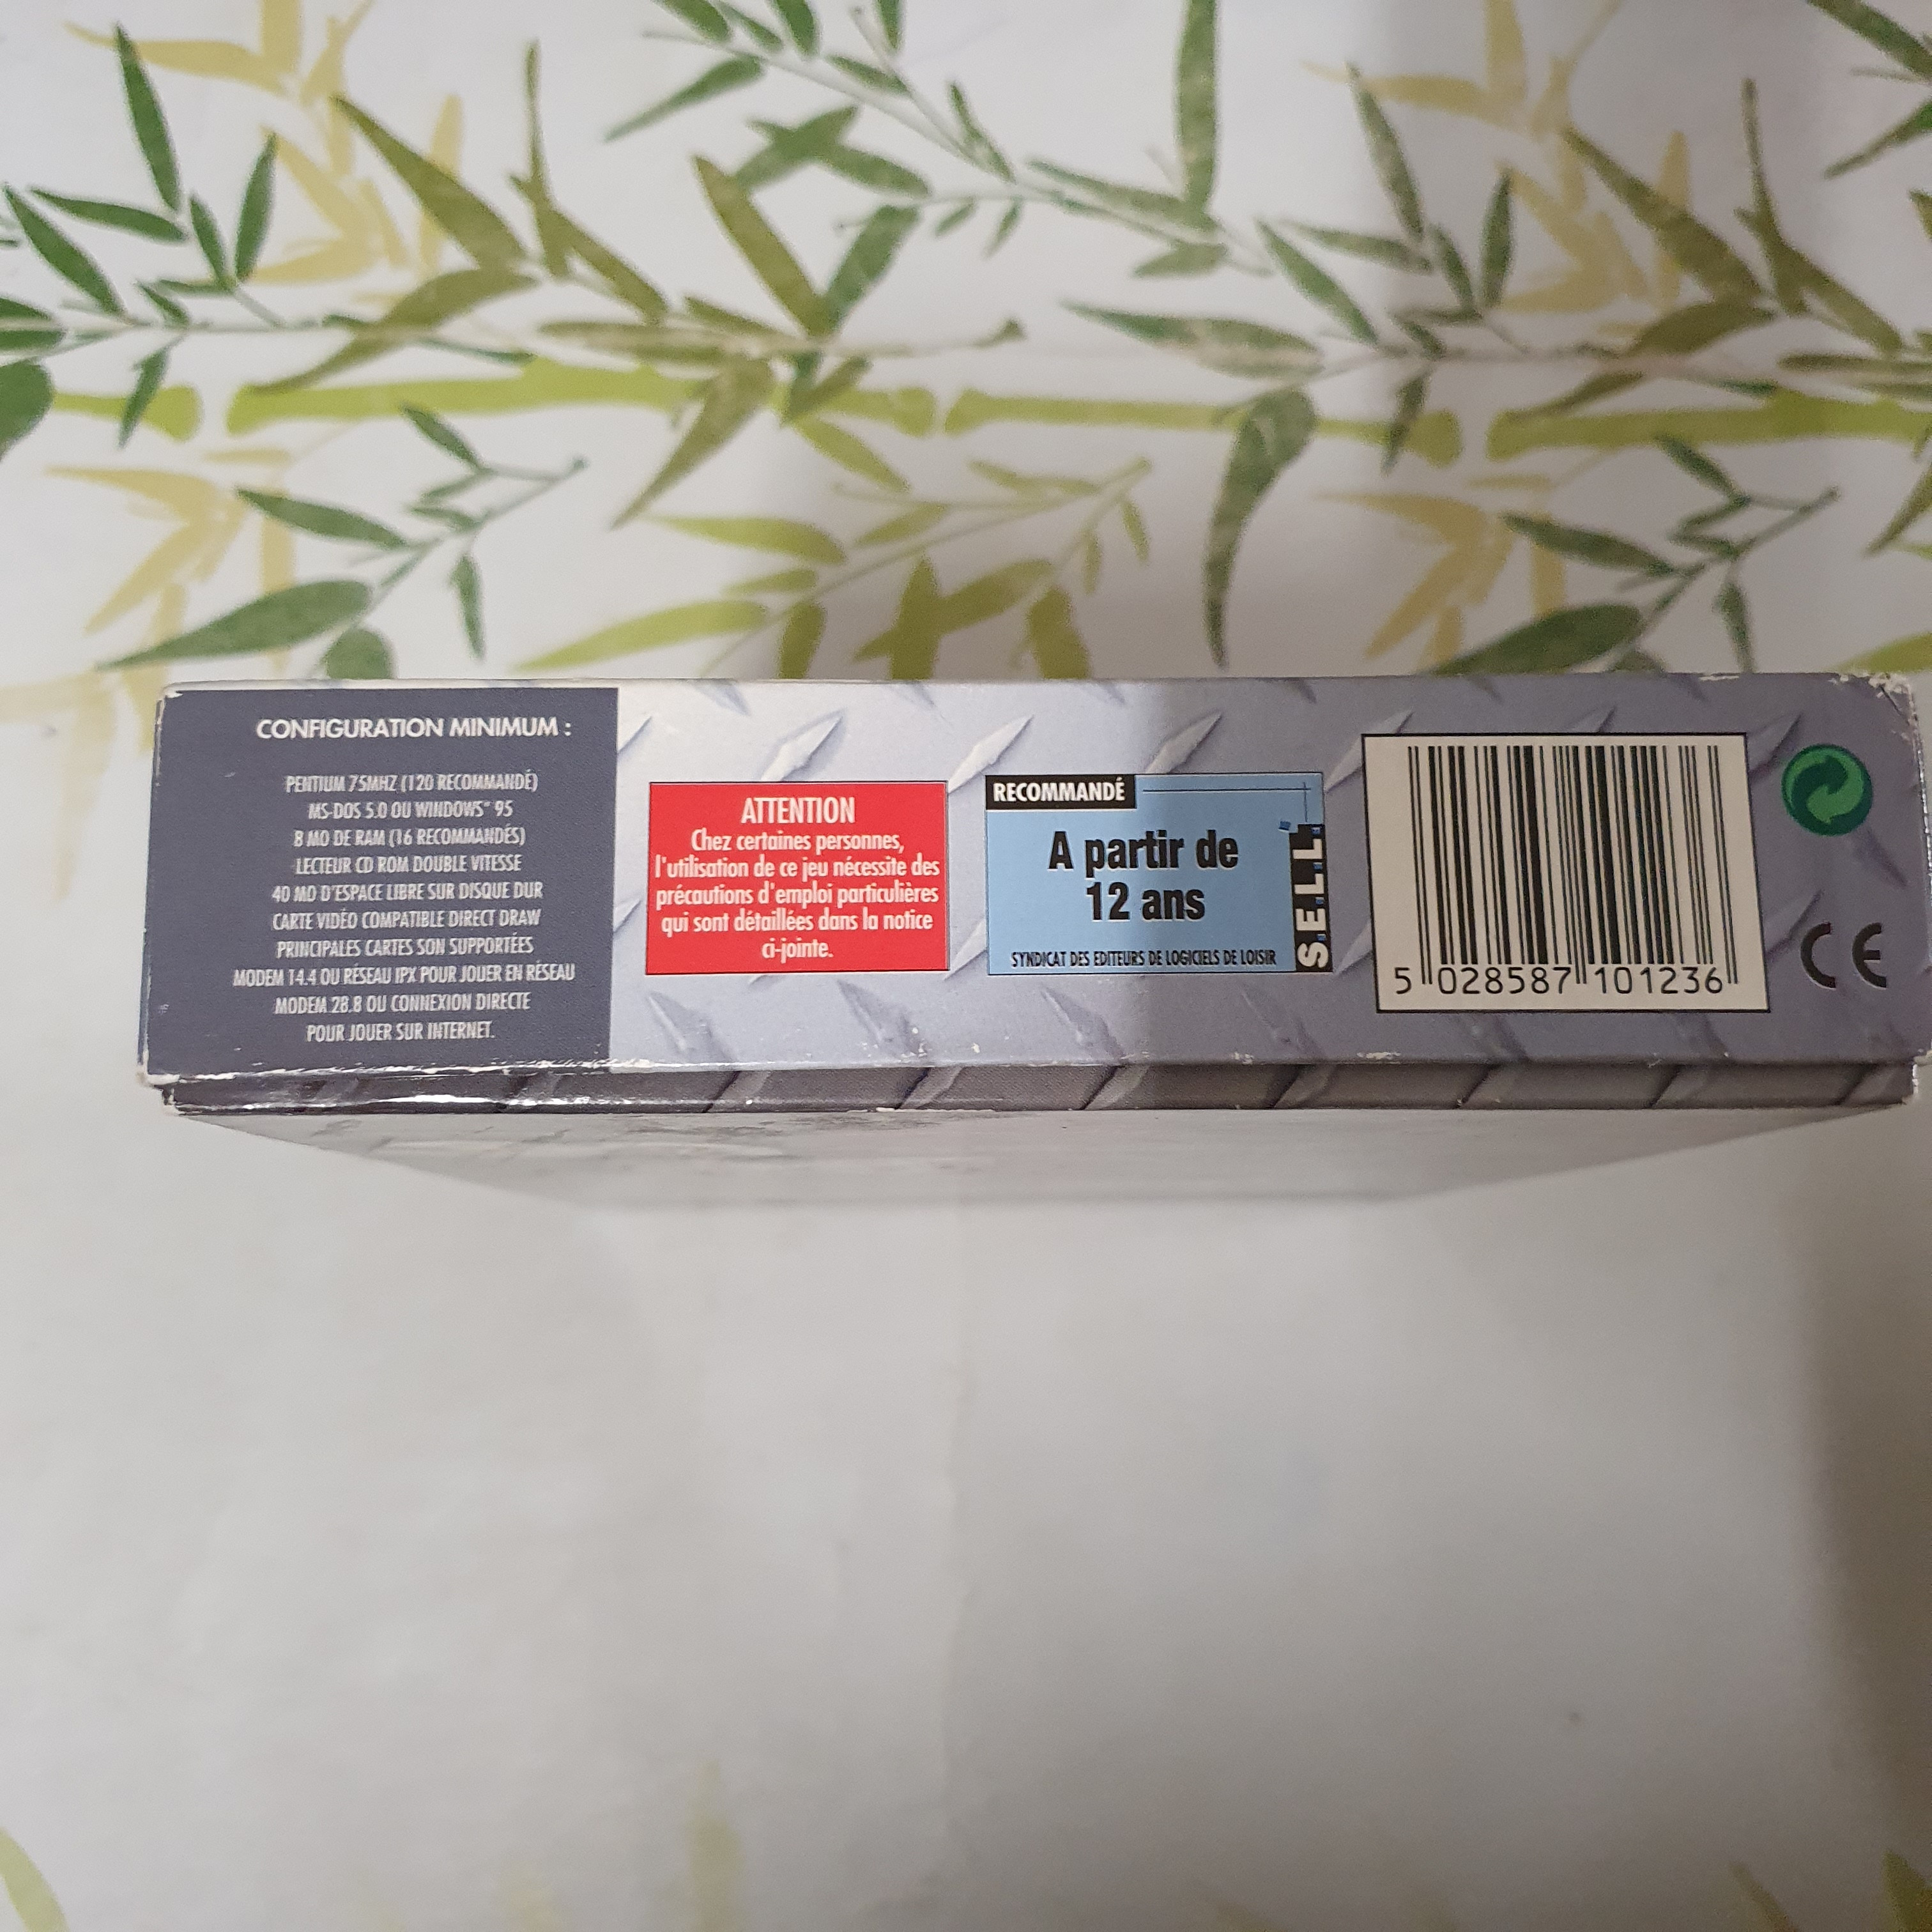 CONFIGURATION MINIMUM :
PENTIUM 75MHZ (120 RECOMMANDÉ)
MS-DOS 5.0 OU WINDOWS® 95
8 MO DE RAM (16 RECOMMANDÉS)
LECTEUR CD ROM DOUBLE VITESSE
40 MO D'ESPACE LIBRE SUR DISQUE DUR
CARTE VIDÉO COMPATIBLE DIRECT DRAW
PRINCIPALES CARTES SON SUPPORTÉES
MODEM 14.4 OU RÉSEAU IPX POUR JOUER EN RÉSEAU
MODEM 28.8 OU CONNEXION DIRECTE
POUR JOUER SUR INTERNET.
ATTENTION
Chez certaines personnes,
l'utilisation de ce jeu nécessite des
précautions d'emploi particulières
qui sont détaillées dans la notice
ci-jointe.
RECOMMANDÉ
A partir de
12 ans
SYNDICAT DES EDITEURS DE LOGICIELS DE LOISIR
S.E.L.L.
5 028587 101236
CE